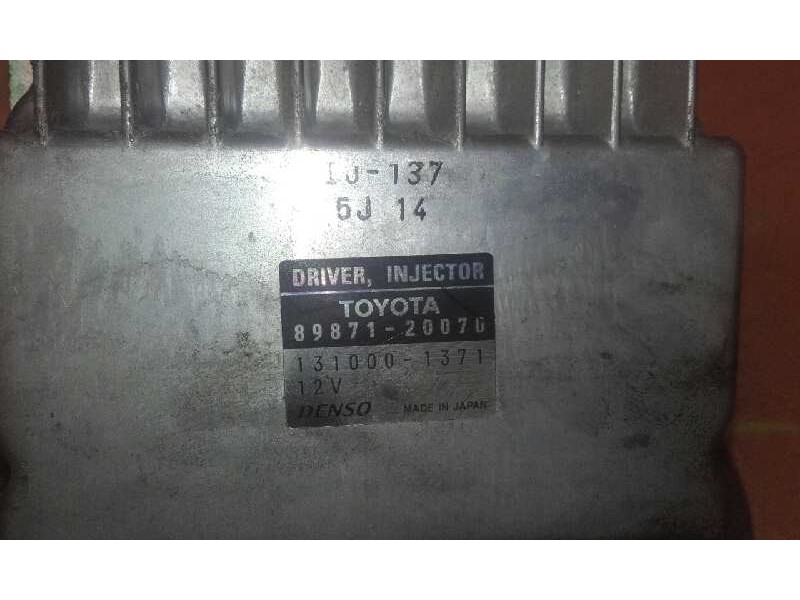 IJ-137
5J 14
DRIVER, INJECTOR
TOYOTA
89871-20070
131000-1371
12V
DENSO MADE IN JAPAN